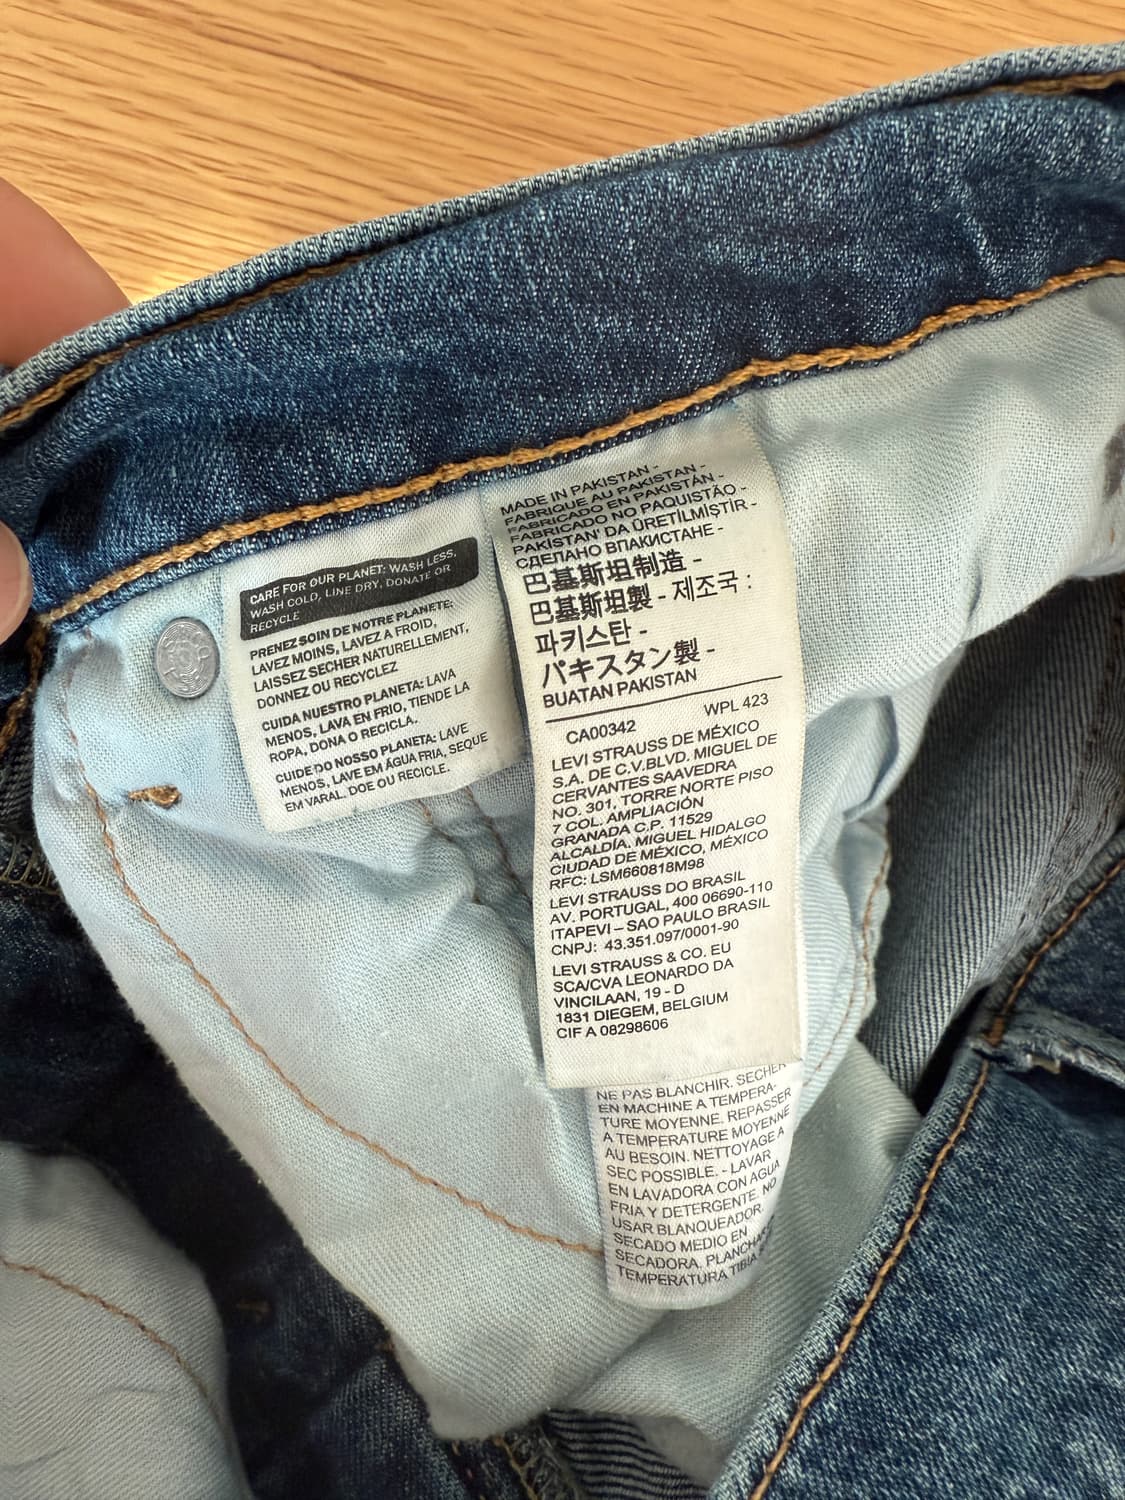 CARE FOR OUR PLANET: WASH LESS,
WASH COLD, LINE DRY, DONATE OR
RECYCLE
PRENEZ SOIN DE NOTRE PLANETE:
LAVEZ MOINS, LAVEZ A FROID,
LAISSEZ SECHER NATURELLEMENT,
DONNEZ OU RECYCLEZ
CUIDA NUESTRO PLANETA: LAVA
MENOS, LAVA EN FRIO, TIENDE LA
ROPA, DONA O RECICLA.
CUIDE DO NOSSO PLANETA: LAVE
MENOS, LAVE EM ÁGUA FRIA, SEQUE
EM VARAL, DOE OU RECICLE.
MADE IN PAKISTAN -
FABRIQUE AU PAKISTAN -
FABRICADO EN PAKISTÁN -
FABRICADO NO PAQUISTÃO -
PAKİSTAN' DA ÜRETİLMİŞTİR -
СДЕЛАНО ВПАКИСТАНЕ -
巴基斯坦制造 -
巴基斯坦製 - 제조국 :
파키스탄 -
パキスタン製 -
BUATAN PAKISTAN
CA00342 WPL 423
LEVI STRAUSS DE MÉXICO
S.A. DE C.V.BLVD. MIGUEL DE
CERVANTES SAAVEDRA
NO. 301, TORRE NORTE PISO
7 COL. AMPLIACIÓN
GRANADA C.P. 11529
ALCALDÍA. MIGUEL HIDALGO
CIUDAD DE MÉXICO, MÉXICO
RFC: LSM660818M98
LEVI STRAUSS DO BRASIL
AV. PORTUGAL, 400 06690-110
ITAPEVI – SAO PAULO BRASIL
CNPJ: 43.351.097/0001-90
LEVI STRAUSS & CO. EU
SCA/CVA LEONARDO DA
VINCILAAN, 19 - D
1831 DIEGEM, BELGIUM
CIF A 08298606
NE PAS BLANCHIR. SECHER
EN MACHINE A TEMPERA-
TURE MOYENNE. REPASSER
A TEMPERATURE MOYENNE
AU BESOIN. NETTOYAGE A
SEC POSSIBLE. - LAVAR
EN LAVADORA CON AGUA
FRIA Y DETERGENTE. NO
USAR BLANQUEADOR.
SECADO MEDIO EN
SECADORA. PLANCHAR
TEMPERATURA TIBIA